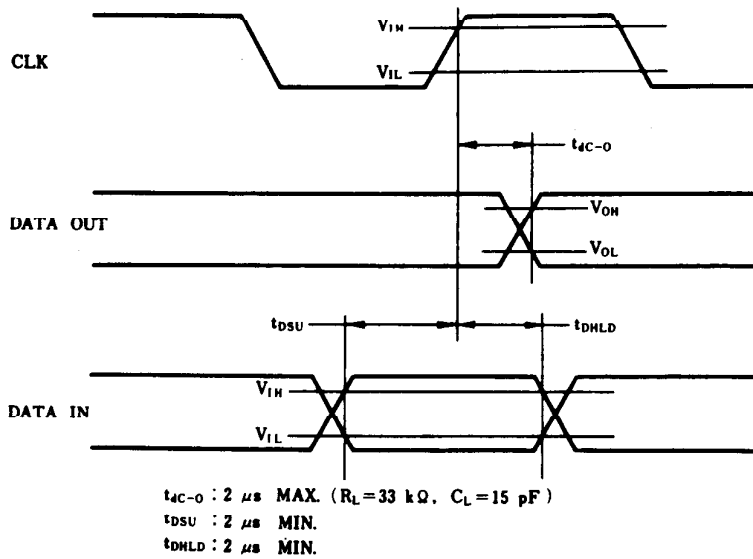 VIH
CLK
VIL
tdC-O
VOH
DATA OUT
VOL
tDSU
tDHLD
VIH
DATA IN
VIL
tdC-O : 2 μs MAX. (RL=33 kΩ, CL=15 pF)
tDSU : 2 μs MIN.
tDHLD : 2 μs MIN.